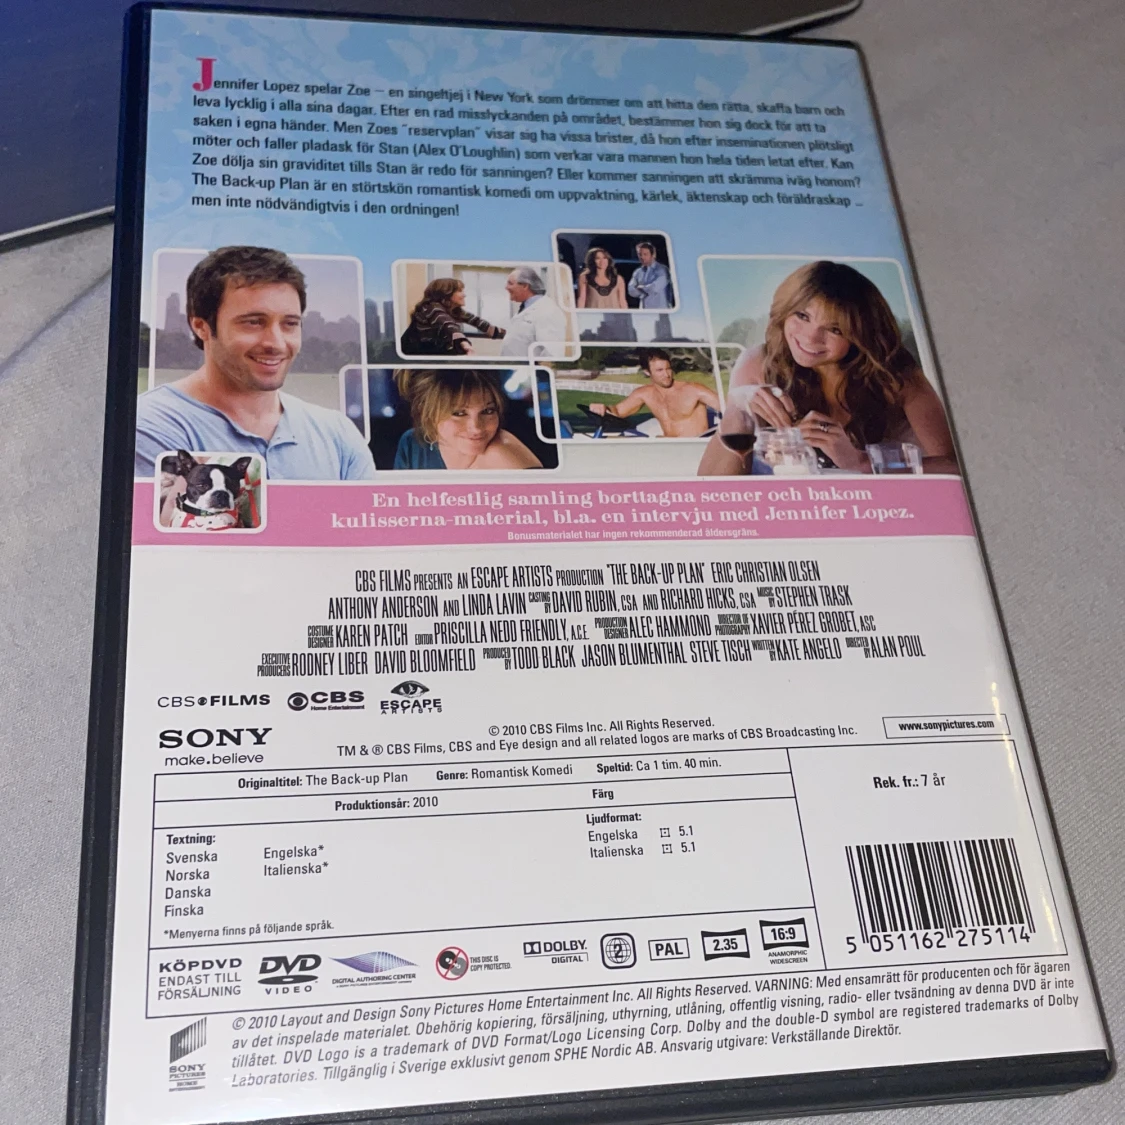 Jennifer Lopez spelar Zoe – en singeltjej i New York som drömmer om att hitta den rätta, skaffa barn och
leva lycklig i alla sina dagar. Efter en rad misslyckanden på området, bestämmer hon sig dock för att ta
saken i egna händer. Men Zoes "reservplan" visar sig ha vissa brister, då hon efter inseminationen plötsligt
möter och faller pladask för Stan (Alex O'Loughlin) som verkar vara mannen hon hela tiden letat efter. Kan
Zoe dölja sin graviditet tills Stan är redo för sanningen? Eller kommer sanningen att skrämma iväg honom?
The Back-up Plan är en störtskön romantisk komedi om uppvaktning, kärlek, äktenskap och föräldraskap ...
men inte nödvändigtvis i den ordningen!
En helfestlig samling borttagna scener och bakom
kulisserna-material, bl.a. en intervju med Jennifer Lopez.
Bonusmaterialet har ingen rekommenderad åldersgräns.
CBS FILMS PRESENTS AN ESCAPE ARTISTS PRODUCTION "THE BACK-UP PLAN" ERIC CHRISTIAN OLSEN
ANTHONY ANDERSON AND LINDA LAVIN CASTING BY DAVID RUBIN, CSA AND RICHARD HICKS, CSA MUSIC BY STEPHEN TRASK
COSTUME DESIGNER KAREN PATCH EDITOR PRISCILLA NEDD FRIENDLY, A.C.E. PRODUCTION DESIGNER ALEC HAMMOND DIRECTOR OF PHOTOGRAPHY XAVIER PÉREZ GROBET, ASC
EXECUTIVE PRODUCERS RODNEY LIBER DAVID BLOOMFIELD PRODUCED BY TODD BLACK JASON BLUMENTHAL STEVE TISCH WRITTEN BY KATE ANGELO DIRECTED BY ALAN POUL
CBS FILMS CBS Home Entertainment ESCAPE ARTISTS
SONY
make.believe
© 2010 CBS Films Inc. All Rights Reserved.
TM & ® CBS Films, CBS and Eye design and all related logos are marks of CBS Broadcasting Inc.
www.sonypictures.com
Originaltitel: The Back-up Plan Genre: Romantisk Komedi Speltid: Ca 1 tim. 40 min.
Produktionsår: 2010 Färg
Rek. fr.: 7 år
Textning: Ljudformat:
Svenska Engelska* Engelska 5.1
Norska Italienska* Italienska 5.1
Danska
Finska
*Menyerna finns på följande språk.
5 051162 275114
KÖPDVD
ENDAST TILL
FÖRSÄLJNING
DVD
VIDEO
DIGITAL AUTHORING CENTER
THIS DISC IS
COPY PROTECTED.
DOLBY
DIGITAL
2
PAL
2.35
16:9
ANAMORPHIC
WIDESCREEN
© 2010 Layout and Design Sony Pictures Home Entertainment Inc. All Rights Reserved. VARNING: Med ensamrätt för producenten och för ägaren
av det inspelade materialet. Obehörig kopiering, försäljning, uthyrning, utlåning, offentlig visning, radio- eller tvsändning av denna DVD är inte
tillåtet. DVD Logo is a trademark of DVD Format/Logo Licensing Corp. Dolby and the double-D symbol are registered trademarks of Dolby
Laboratories. Tillgänglig i Sverige exklusivt genom SPHE Nordic AB. Ansvarig utgivare: Verkställande Direktör.
SONY
PICTURES
HOME
ENTERTAINMENT